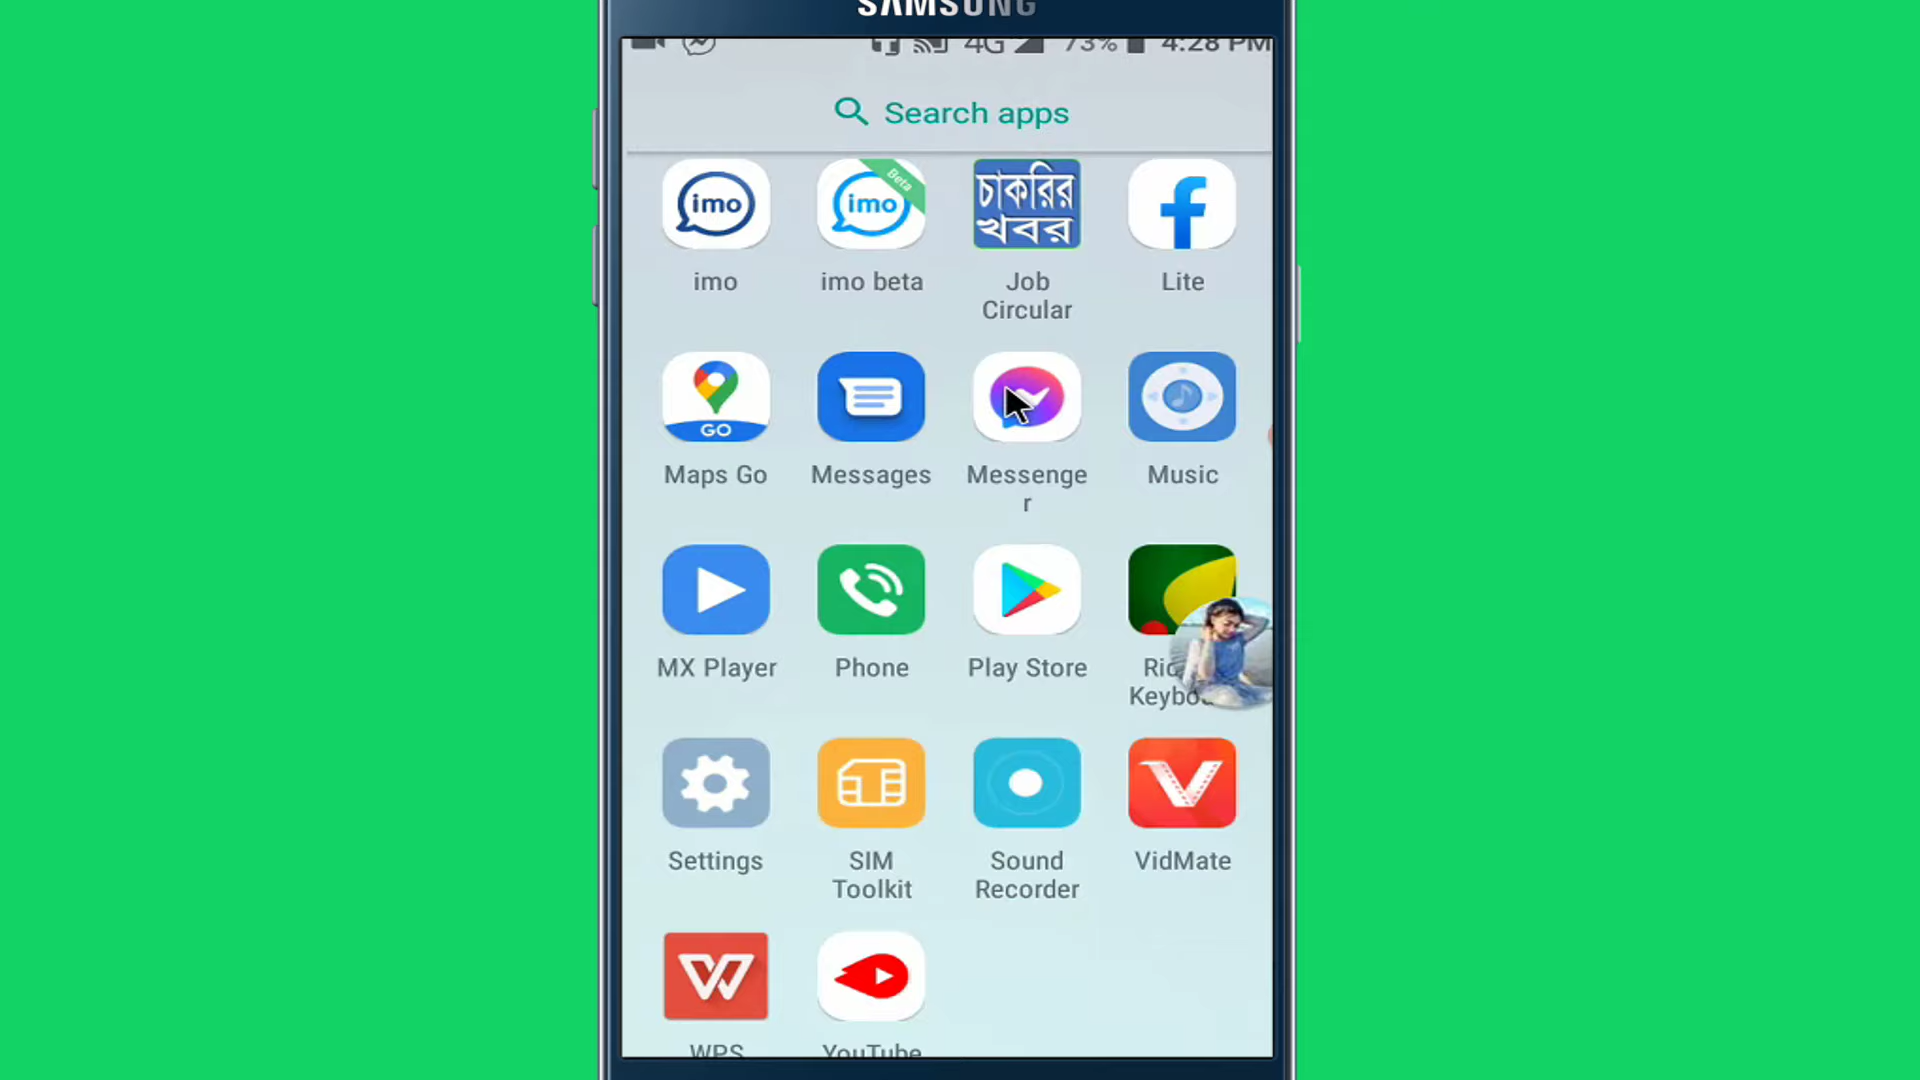 SAMSUNG
4G 73% 4:28 PM
Search apps
imo
imo
Beta
চাকরির
খবর
imo
imo beta
Job
Circular
Lite
GO
Maps Go
Messages
Messenge
r
Music
MX Player
Phone
Play Store
Keybo
Settings
SIM
Toolkit
Sound
Recorder
VidMate
WPS
YouTube